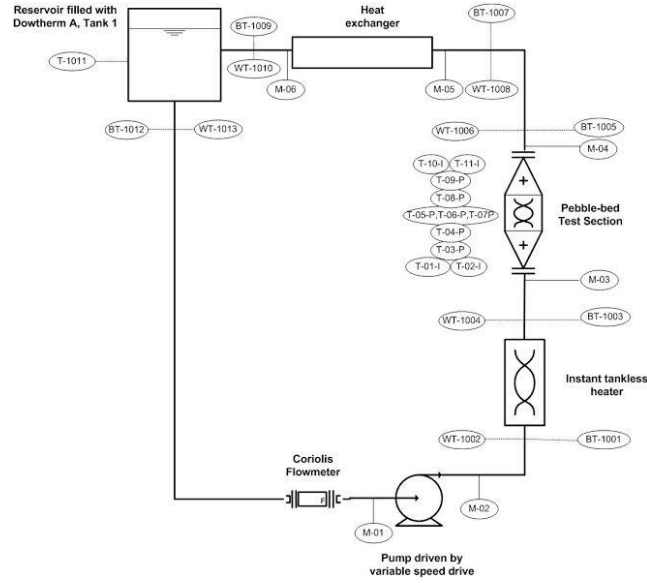 Reservoir filled with
Dowtherm A, Tank 1
Heat
exchanger
BT-1009
BT-1007
T-1011
WT-1010
M-06
M-05
WT-1008
BT-1012
WT-1013
WT-1006
BT-1005
M-04
T-10-I
T-11-I
T-09-P
T-08-P
T-05-P,T-06-P,T-07P
T-04-P
T-03-P
T-01-I
T-02-I
Pebble-bed
Test Section
M-03
WT-1004
BT-1003
Instant tankless
heater
WT-1002
BT-1001
Coriolis
Flowmeter
F
M-01
M-02
Pump driven by
variable speed drive